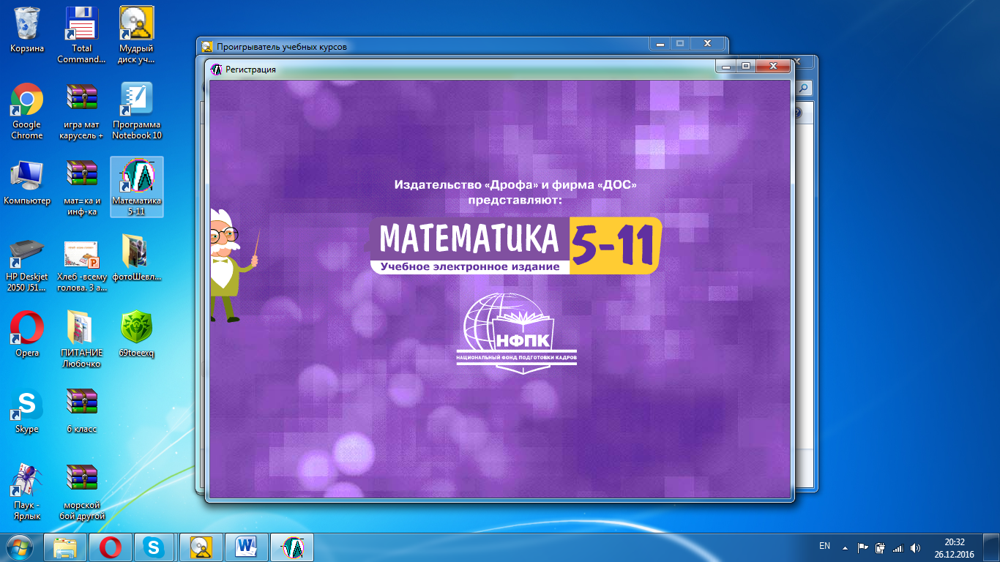 Корзина
Total
Command...
Мудрый
диск уч...
Google
Chrome
игра мат
карусель +
Программа
Notebook 10
Компьютер
мат=ка и
инф-ка
Математика
5-11
HP Deskjet
2050 J51...
Хлеб -всему
голова. 3 а...
фотоШевл...
Opera
ПИТАНИЕ
Любочко
69toeexq
Skype
6 класс
Паук -
Ярлык
морской
бой другой
Проигрыватель учебных курсов
Регистрация
Издательство «Дрофа» и фирма «ДОС»
представляют:
МАТЕМАТИКА 5-11
Учебное электронное издание
НФПК
НАЦИОНАЛЬНЫЙ ФОНД ПОДГОТОВКИ КАДРОВ
EN
20:32
26.12.2016